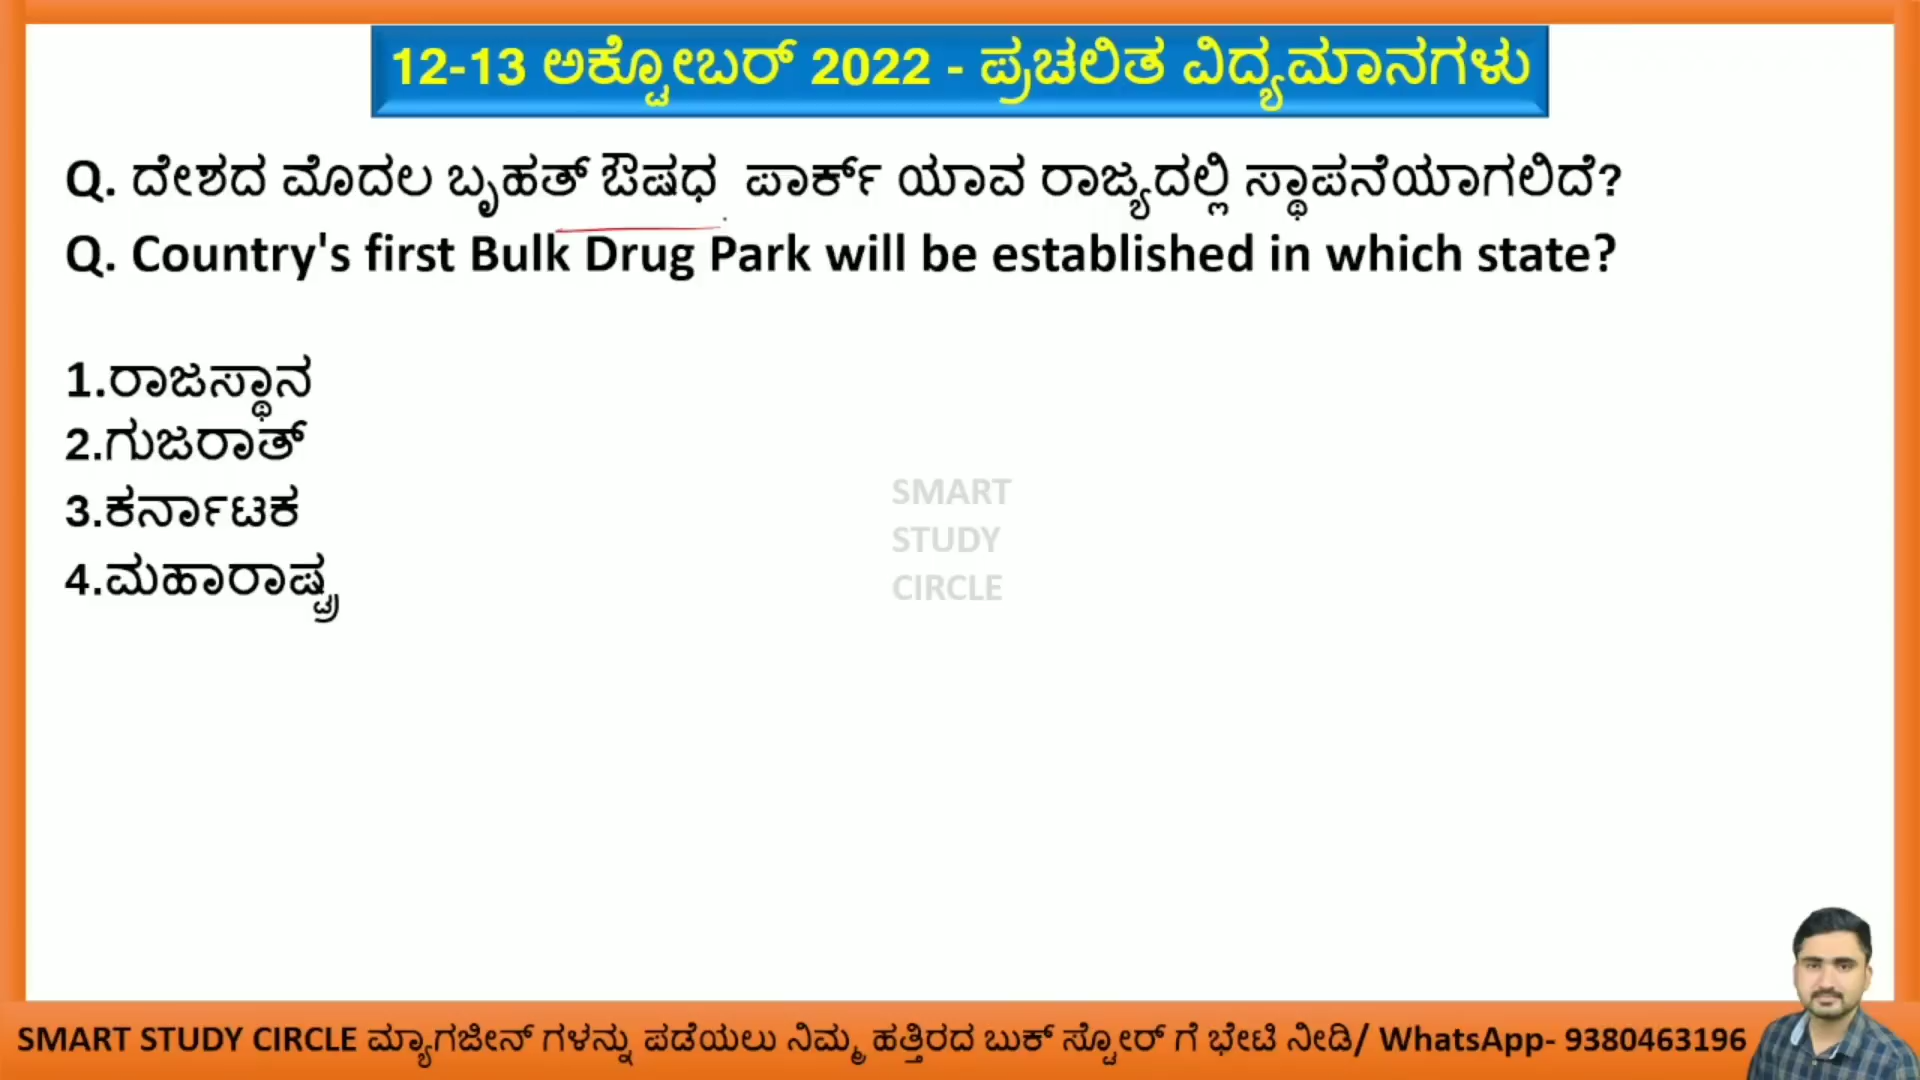 12-13 ಅಕ್ಟೋಬರ್ 2022 - ಪ್ರಚಲಿತ ವಿದ್ಯಮಾನಗಳು
Q. ದೇಶದ ಮೊದಲ ಬೃಹತ್ ಔಷಧ ಪಾರ್ಕ್ ಯಾವ ರಾಜ್ಯದಲ್ಲಿ ಸ್ಥಾಪನೆಯಾಗಲಿದೆ?
Q. Country's first Bulk Drug Park will be established in which state?
1.ರಾಜಸ್ಥಾನ
2.ಗುಜರಾತ್
3.ಕರ್ನಾಟಕ
4.ಮಹಾರಾಷ್ಟ್ರ
SMART
STUDY
CIRCLE
SMART STUDY CIRCLE ಮ್ಯಾಗಜೀನ್ ಗಳನ್ನು ಪಡೆಯಲು ನಿಮ್ಮ ಹತ್ತಿರದ ಬುಕ್ ಸ್ಟೋರ್ ಗೆ ಭೇಟಿ ನೀಡಿ/ WhatsApp- 9380463196